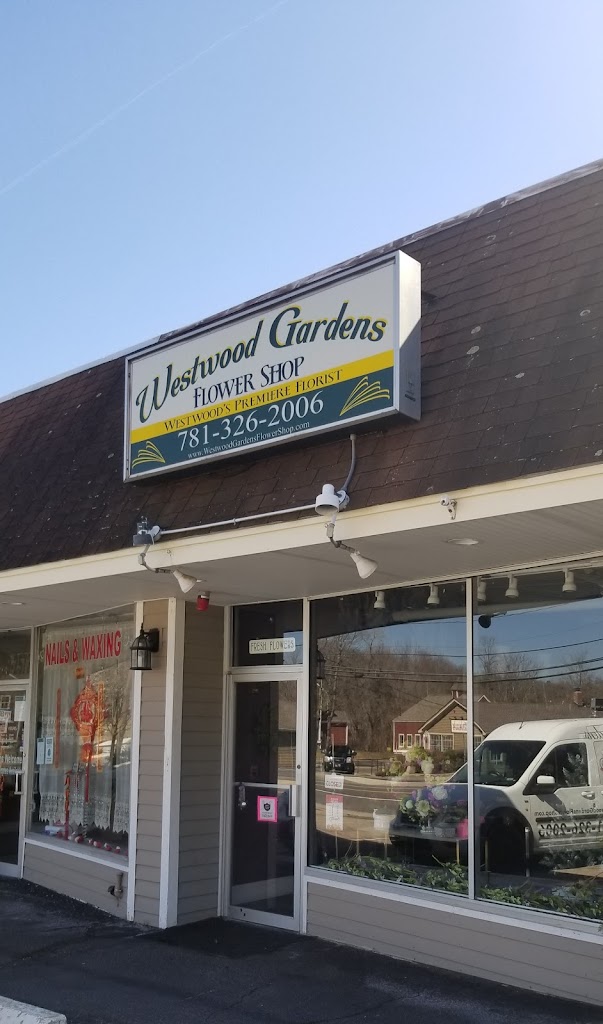 Westwood Gardens
FLOWER SHOP
WESTWOOD'S PREMIERE FLORIST
781-326-2006
www.WestwoodGardensFlowerShop.com
NAILS & WAXING
FRESH FLOWERS